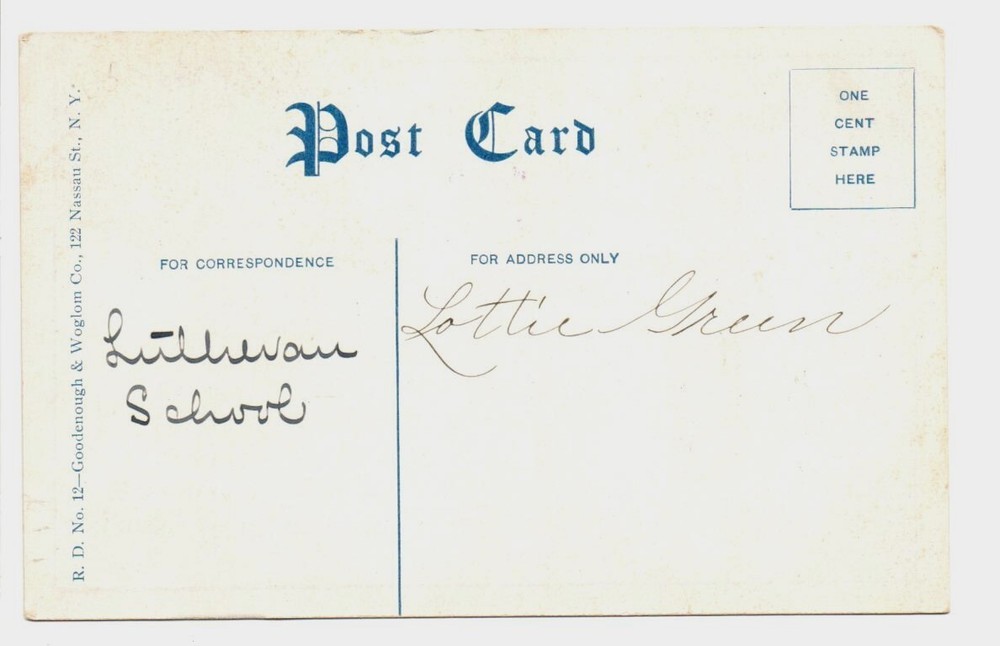 Post Card
ONE
CENT
STAMP
HERE
R. D. No. 12—Goodenough & Woglom Co., 122 Nassau St., N. Y.
FOR CORRESPONDENCE
FOR ADDRESS ONLY
Lutheran
School
Lottie Green